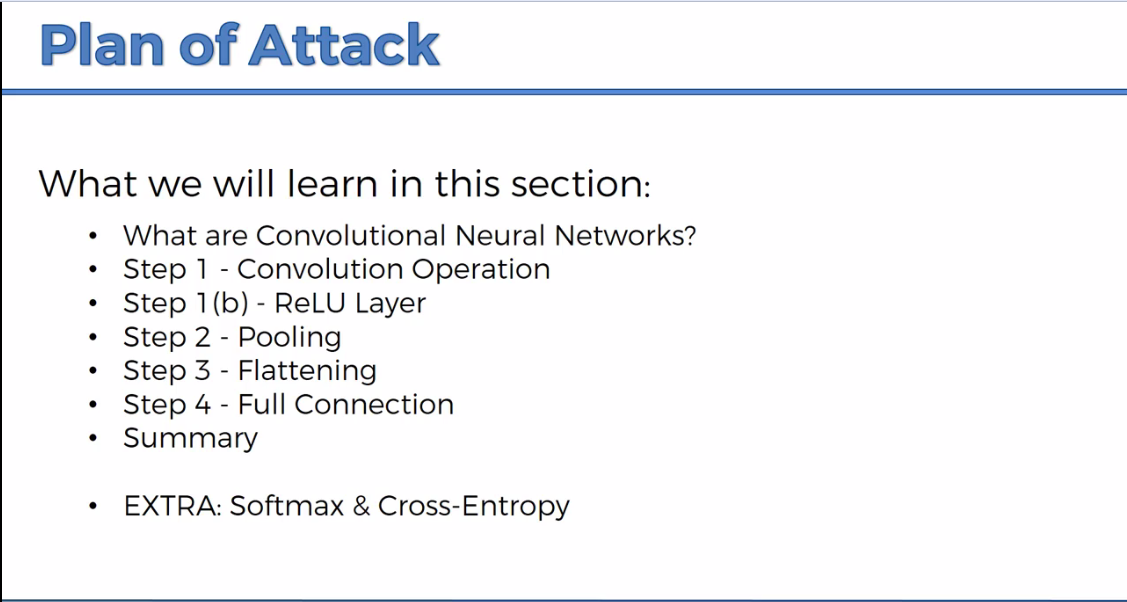 Plan of Attack
What we will learn in this section:
• What are Convolutional Neural Networks?
• Step 1 - Convolution Operation
• Step 1(b) - ReLU Layer
• Step 2 - Pooling
• Step 3 - Flattening
• Step 4 - Full Connection
• Summary
• EXTRA: Softmax & Cross-Entropy